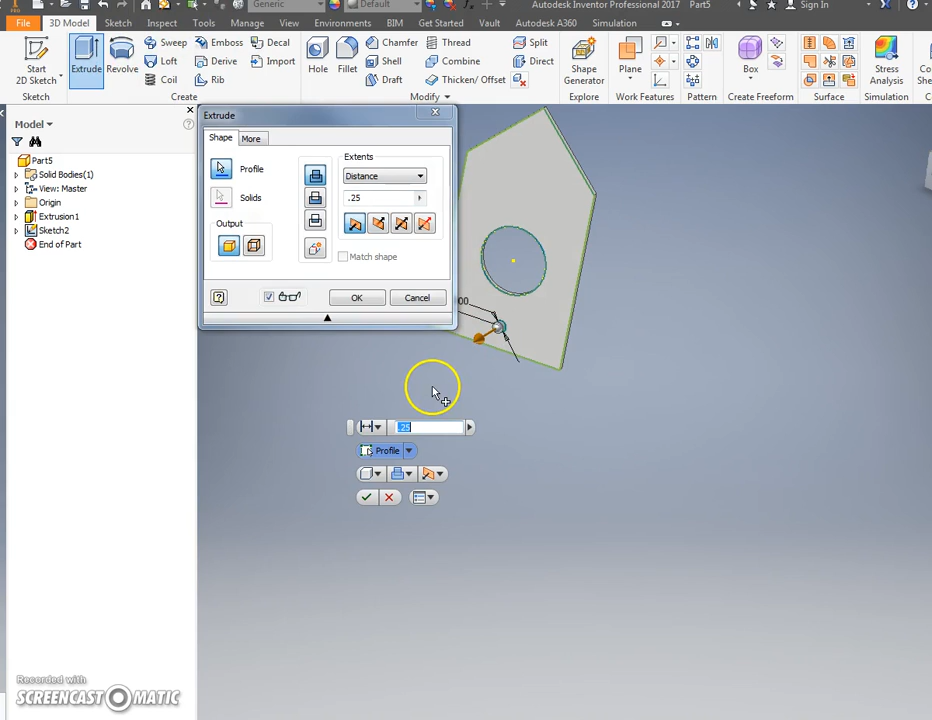 Generic
Default
Autodesk Inventor Professional 2017 Part5
Sign In
File
3D Model
Sketch
Inspect
Tools
Manage
View
Environments
BIM
Get Started
Vault
Autodesk A360
Simulation
Start
2D Sketch
Extrude
Revolve
Sweep
Emboss
Decal
Loft
Derive
Import
Coil
Rib
Hole
Fillet
Chamfer
Thread
Split
Shell
Combine
Direct
Draft
Thicken/ Offset
Shape
Generator
Plane
Box
Stress
Analysis
Sketch
Create
Modify
Explore
Work Features
Pattern
Create Freeform
Surface
Simulation
Model
Part5
Solid Bodies(1)
View: Master
Origin
Extrusion1
Sketch2
End of Part
Extrude
Shape
More
Profile
Solids
Output
Extents
Distance
.25
Match shape
OK
Cancel
.25
Profile
Recorded with
SCREENCAST MATIC